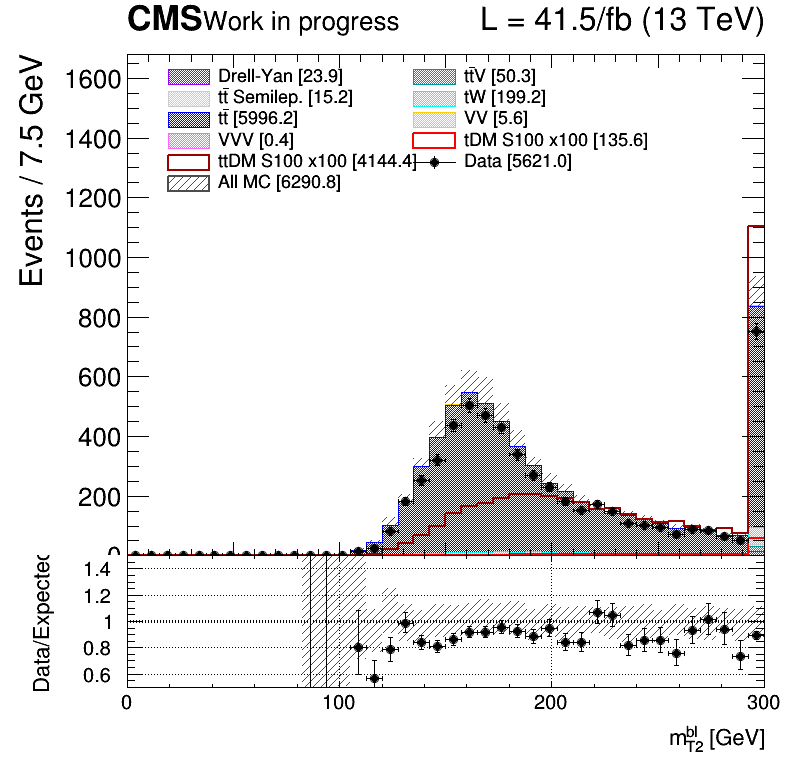 CMS Work in progress L = 41.5/fb (13 TeV)
Events / 7.5 GeV
1600
1400
1200
1000
800
600
400
200
0
Drell-Yan [23.9]
tt̄V [50.3]
tt̄ Semilep. [15.2]
tW [199.2]
tt̄ [5996.2]
VV [5.6]
VVV [0.4]
tDM S100 x100 [135.6]
ttDM S100 x100 [4144.4]
Data [5621.0]
All MC [6290.8]
Data/Expected
1.4
1.2
1
0.8
0.6
0 100 200 300
m_{T2}^{bl} [GeV]